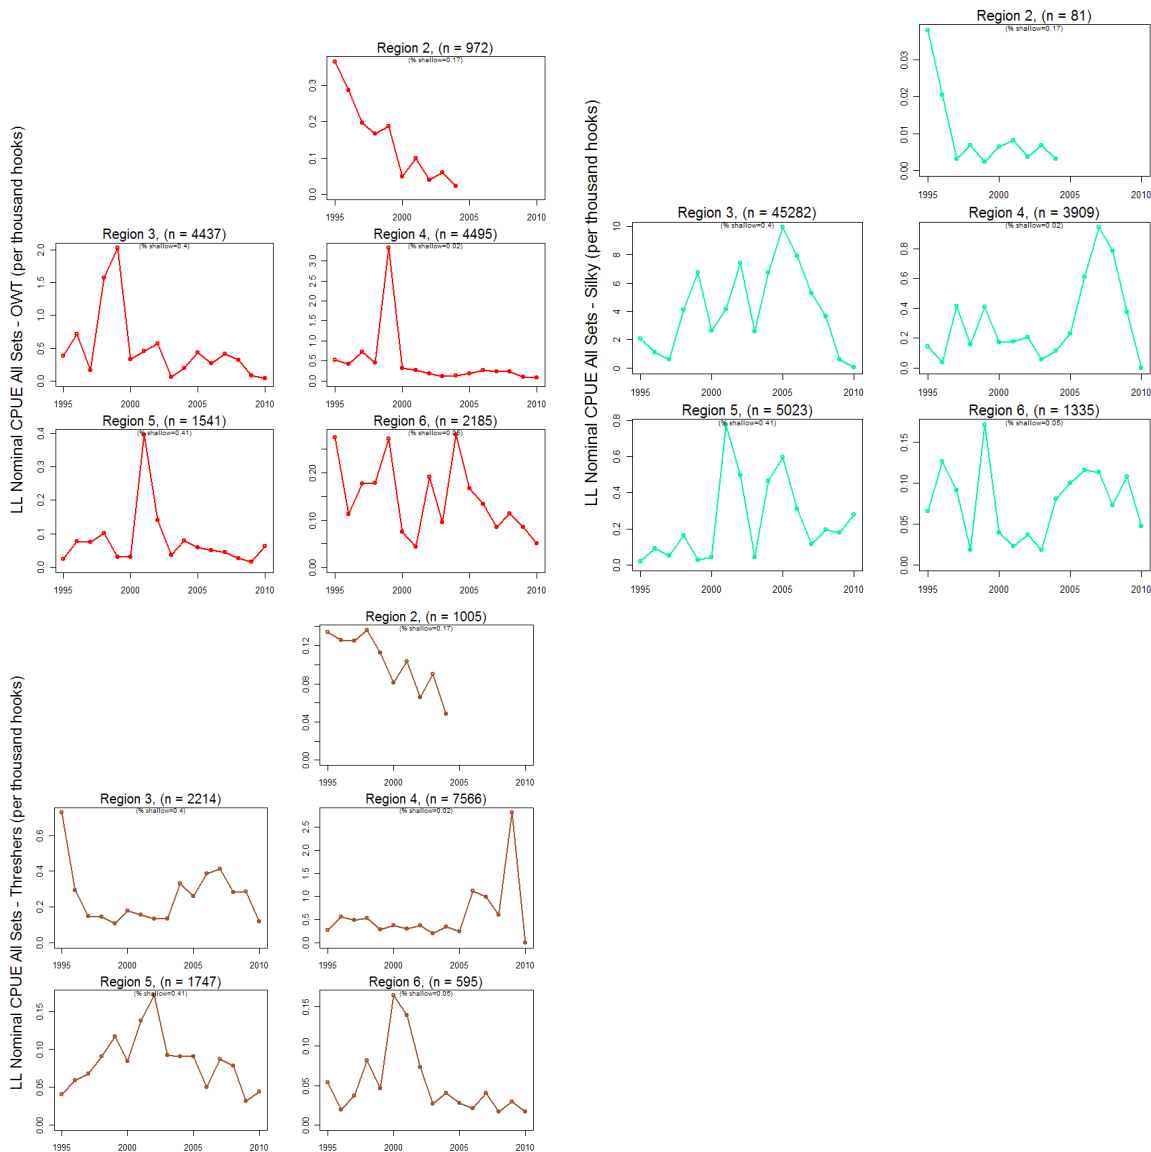 LL Nominal CPUE All Sets - OWT (per thousand hooks)
Region 2, (n = 972)
(% shallow=0.17)
0.0 0.1 0.2 0.3
1995 2000 2005 2010
Region 3, (n = 4437)
(% shallow=0.4)
0.0 0.5 1.0 1.5 2.0
1995 2000 2005 2010
Region 4, (n = 4495)
(% shallow=0.02)
0.0 0.5 1.0 1.5 2.0 2.5 3.0
1995 2000 2005 2010
Region 5, (n = 1541)
(% shallow=0.41)
0.0 0.1 0.2 0.3 0.4
1995 2000 2005 2010
Region 6, (n = 2185)
(% shallow=0.05)
0.00 0.10 0.20
1995 2000 2005 2010
LL Nominal CPUE All Sets - Silky (per thousand hooks)
Region 2, (n = 81)
(% shallow=0.17)
0.00 0.01 0.02 0.03
1995 2000 2005 2010
Region 3, (n = 45282)
(% shallow=0.4)
0 2 4 6 8 10
1995 2000 2005 2010
Region 4, (n = 3909)
(% shallow=0.02)
0.0 0.2 0.4 0.6 0.8
1995 2000 2005 2010
Region 5, (n = 5023)
(% shallow=0.41)
0.0 0.2 0.4 0.6 0.8
1995 2000 2005 2010
Region 6, (n = 1335)
(% shallow=0.05)
0.00 0.05 0.10 0.15
1995 2000 2005 2010
LL Nominal CPUE All Sets - Threshers (per thousand hooks)
Region 2, (n = 1005)
(% shallow=0.17)
0.00 0.04 0.08 0.12
1995 2000 2005 2010
Region 3, (n = 2214)
(% shallow=0.4)
0.0 0.2 0.4 0.6
1995 2000 2005 2010
Region 4, (n = 7566)
(% shallow=0.02)
0.0 0.5 1.0 1.5 2.0 2.5
1995 2000 2005 2010
Region 5, (n = 1747)
(% shallow=0.41)
0.00 0.05 0.10 0.15
1995 2000 2005 2010
Region 6, (n = 595)
(% shallow=0.05)
0.00 0.05 0.10 0.15
1995 2000 2005 2010